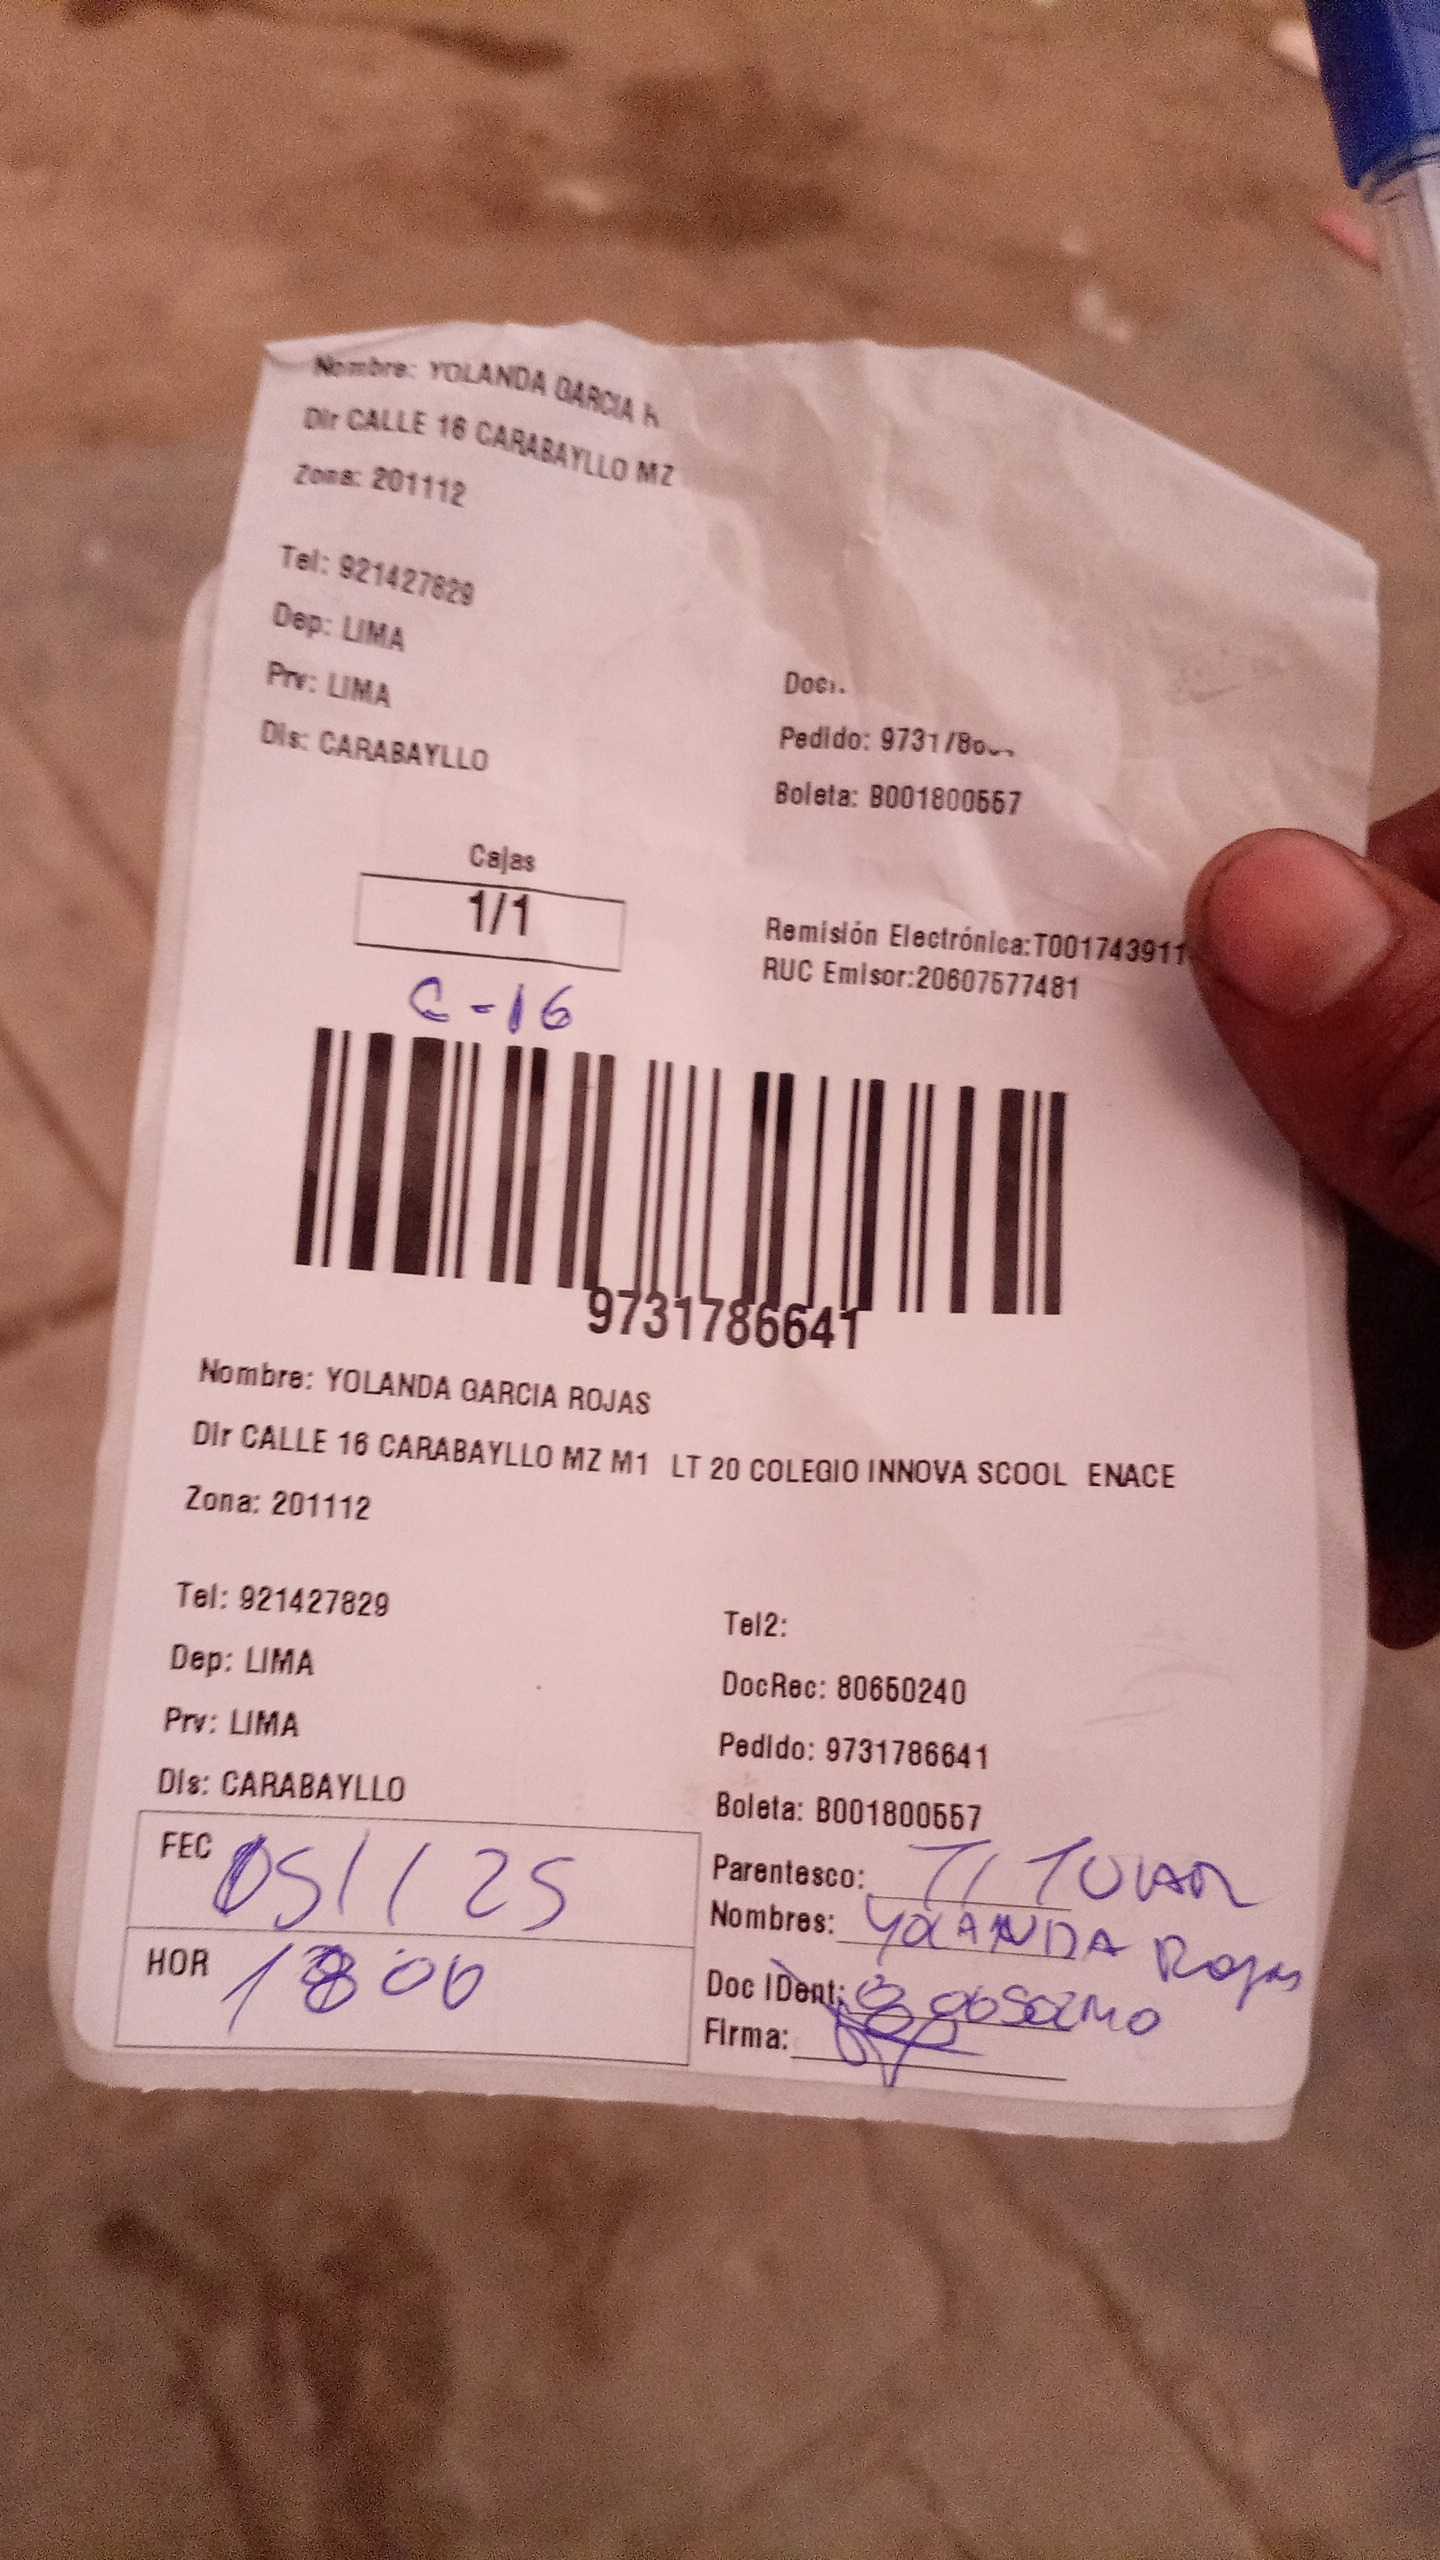 Nombre: YOLANDA GARCIA
Dir CALLE 16 CARABAYLLO MZ
Zona: 201112
Tel: 921427829
Dep: LIMA
Prv: LIMA
Dis: CARABAYLLO
Pedido:
Boleta: B001800557
Cajas
1/1
Remisión Electrónica:T001743911
RUC Emisor:20607577481
C-16
9731786641
Nombre: YOLANDA GARCIA ROJAS
Dir CALLE 16 CARABAYLLO MZ M1 LT 20 COLEGIO INNOVA SCOOL ENACE
Zona: 201112
Tel: 921427829
Tel2:
Dep: LIMA
DocRec: 80650240
Prv: LIMA
Pedido: 9731786641
Dis: CARABAYLLO
Boleta: B001800557
FEC
Parentesco: TITULAR
Nombres: YOLANDA Rojas
HOR 1800
Doc IDent:
Firma: